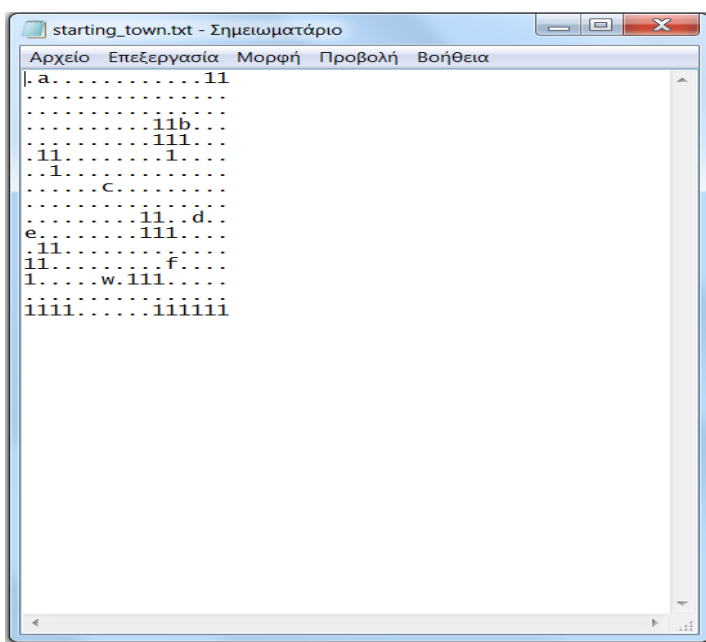 starting_town.txt - Σημειωματάριο
Αρχείο Επεξεργασία Μορφή Προβολή Βοήθεια
.a............11
................
................
..........11b...
..........111...
.11........1....
..1.............
......c.........
................
.........11..d..
e........111....
.11.............
11.........f....
1.....w.111.....
................
1111......111111